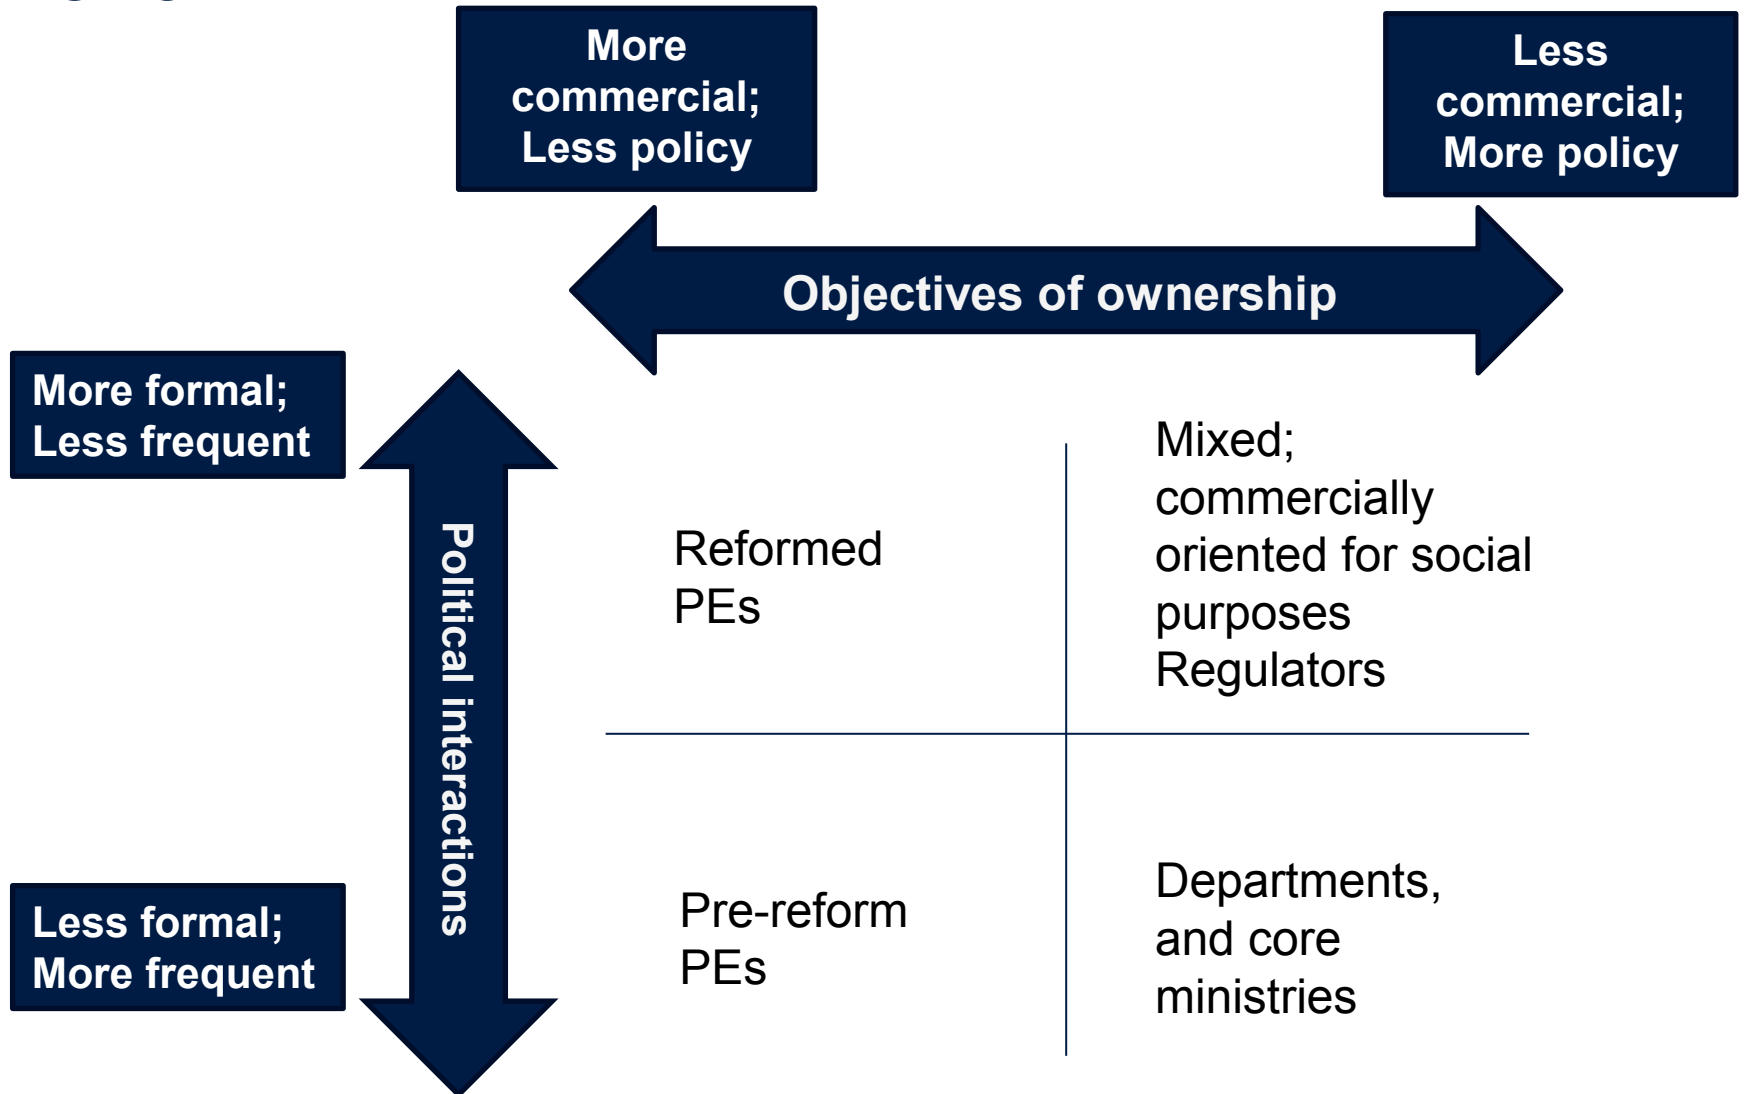 More
commercial;
Less policy
Less
commercial;
More policy
Objectives of ownership
More formal;
Less frequent
Political interactions
Reformed
PEs
Mixed;
commercially
oriented for social
purposes
Regulators
Less formal;
More frequent
Pre-reform
PEs
Departments,
and core
ministries